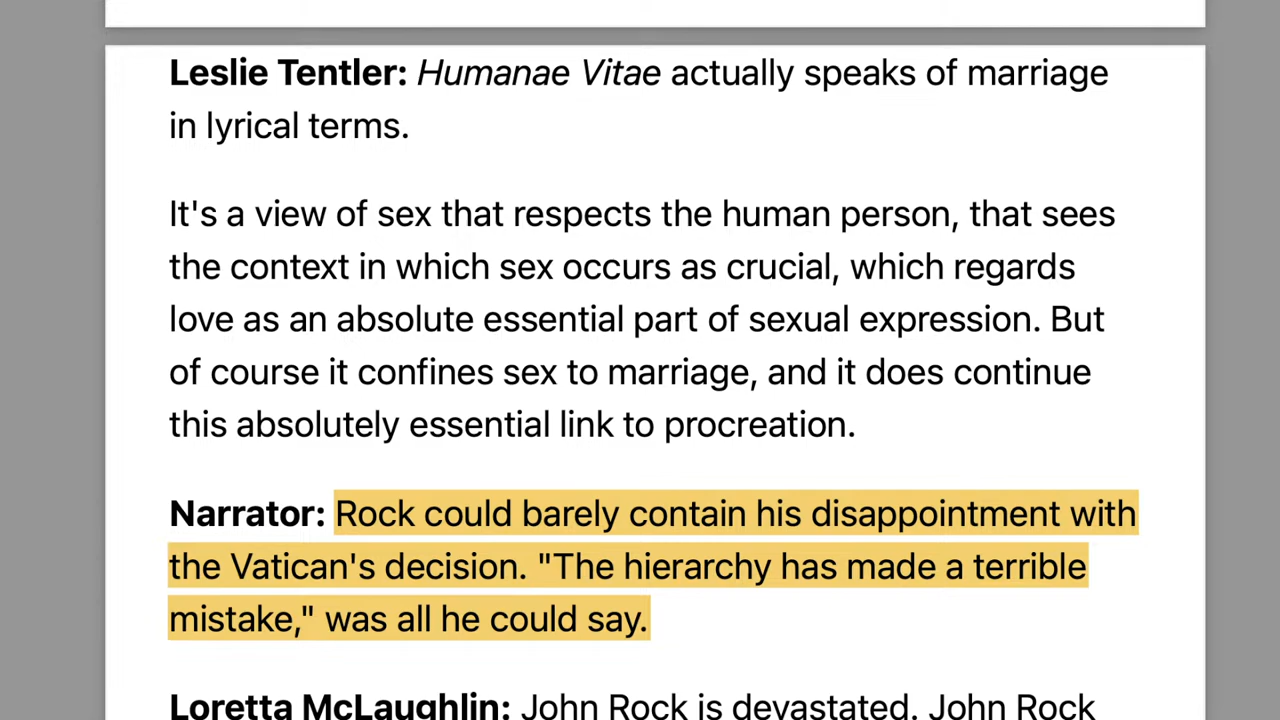 Leslie Tentler: Humanae Vitae actually speaks of marriage
in lyrical terms.
It's a view of sex that respects the human person, that sees
the context in which sex occurs as crucial, which regards
love as an absolute essential part of sexual expression. But
of course it confines sex to marriage, and it does continue
this absolutely essential link to procreation.
Narrator: Rock could barely contain his disappointment with
the Vatican's decision. "The hierarchy has made a terrible
mistake," was all he could say.
Loretta McLaughlin: John Rock is devastated. John Rock